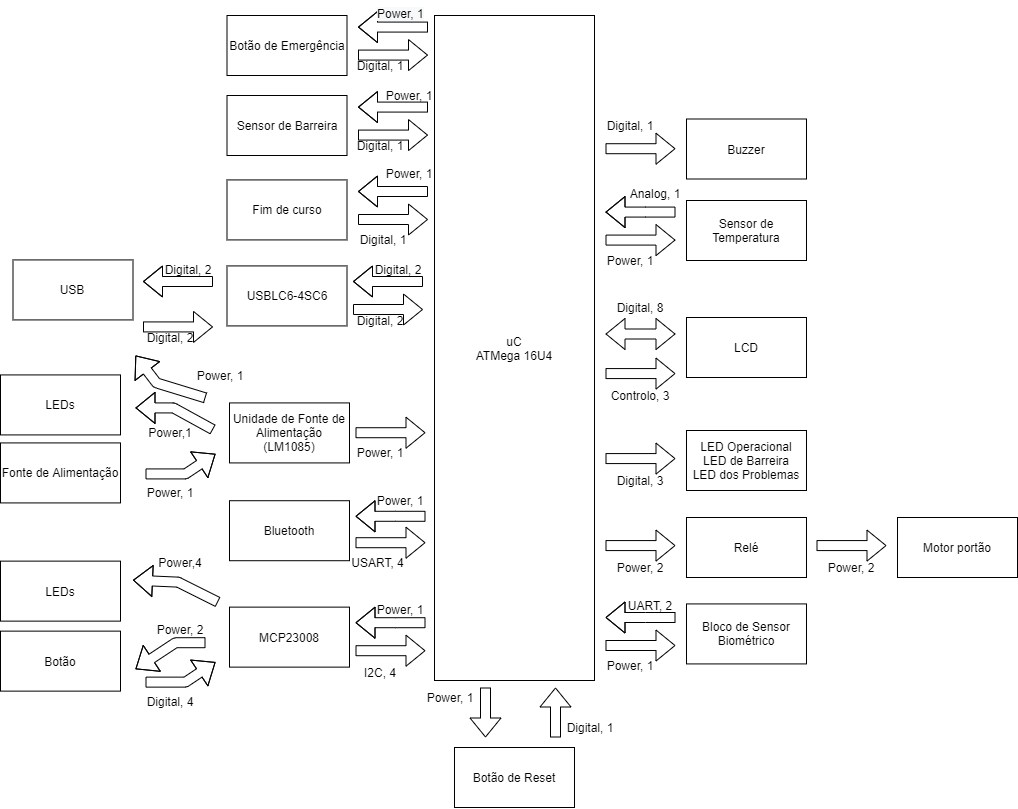 Power, 1
Botão de Emergência
Digital, 1
Power, 1
Sensor de Barreira
Digital, 1
Power, 1
Fim de curso
Digital, 1
Digital, 2
USB
Digital, 2
USBLC6-4SC6
Digital, 2
Digital, 2
Power, 1
LEDs
Power,1
Unidade de Fonte de
Alimentação
(LM1085)
Power, 1
Fonte de Alimentação
Power, 1
Power, 1
Bluetooth
USART, 4
Power,4
LEDs
Power, 1
MCP23008
I2C, 4
Power, 2
Botão
Digital, 4
uC
ATMega 16U4
Digital, 1
Buzzer
Analog, 1
Sensor de
Temperatura
Power, 1
Digital, 8
LCD
Controlo, 3
LED Operacional
LED de Barreira
LED dos Problemas
Digital, 3
Relé
Power, 2
Motor portão
Power, 2
UART, 2
Bloco de Sensor
Biométrico
Power, 1
Power, 1
Digital, 1
Botão de Reset